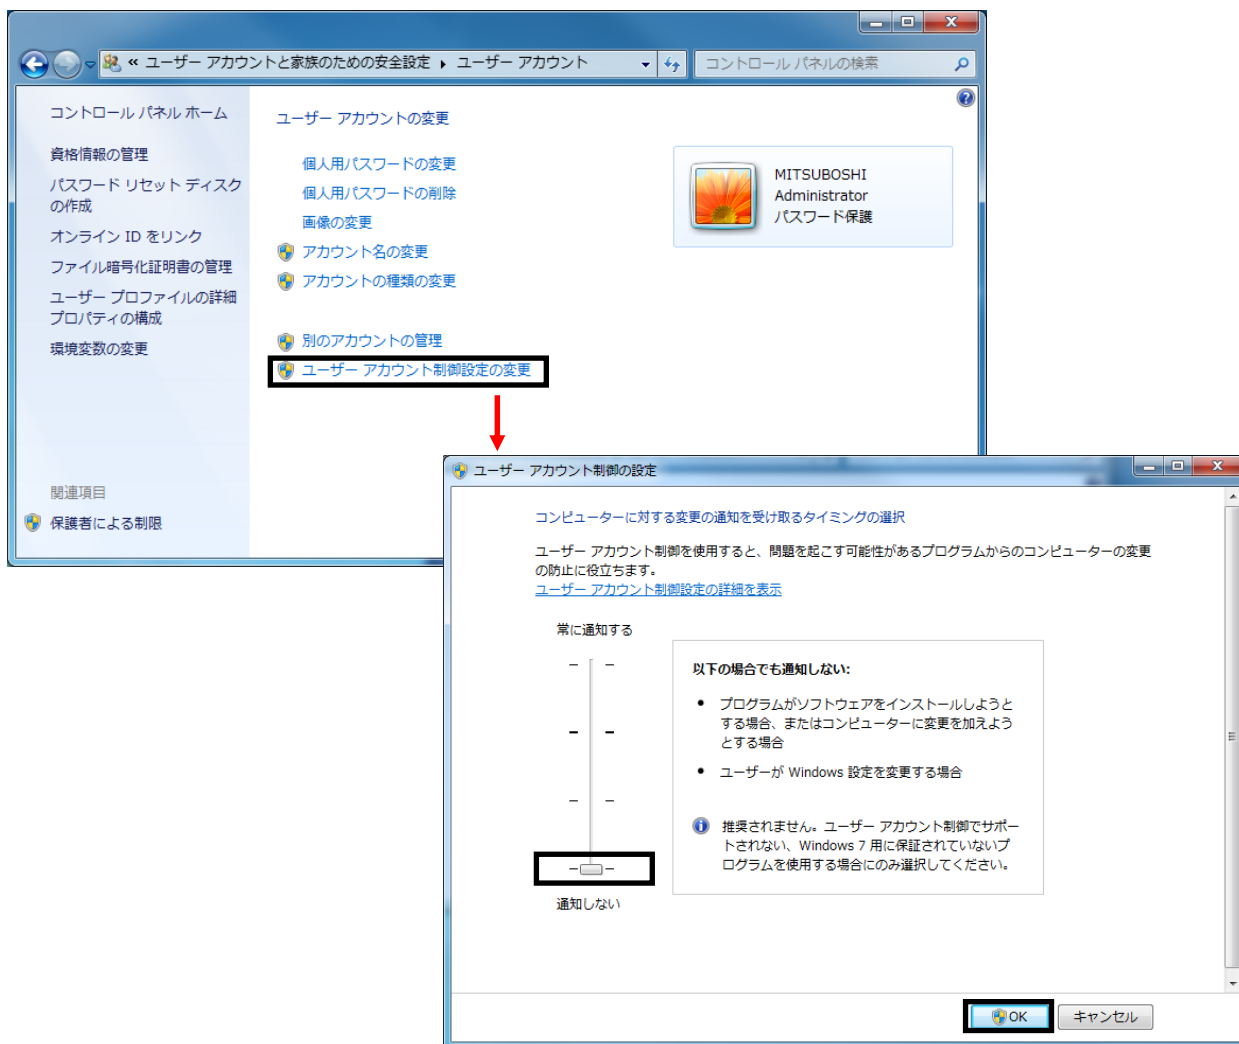 « ユーザー アカウントと家族のための安全設定 ▸ ユーザー アカウント
コントロール パネルの検索
コントロール パネル ホーム
資格情報の管理
パスワード リセット ディスク
の作成
オンライン ID をリンク
ファイル暗号化証明書の管理
ユーザー プロファイルの詳細
プロパティの構成
環境変数の変更
関連項目
保護者による制限
ユーザー アカウントの変更
個人用パスワードの変更
個人用パスワードの削除
画像の変更
アカウント名の変更
アカウントの種類の変更
別のアカウントの管理
ユーザー アカウント制御設定の変更
MITSUBOSHI
Administrator
パスワード保護
ユーザー アカウント制御の設定
コンピューターに対する変更の通知を受け取るタイミングの選択
ユーザー アカウント制御を使用すると、問題を起こす可能性があるプログラムからのコンピューターの変更
の防止に役立ちます。
ユーザー アカウント制御設定の詳細を表示
常に通知する
以下の場合でも通知しない:
• プログラムがソフトウェアをインストールしようと
する場合、またはコンピューターに変更を加えよう
とする場合
• ユーザーが Windows 設定を変更する場合
推奨されません。ユーザー アカウント制御でサポー
トされない、Windows 7 用に保証されていないプ
ログラムを使用する場合にのみ選択してください。
通知しない
OK
キャンセル